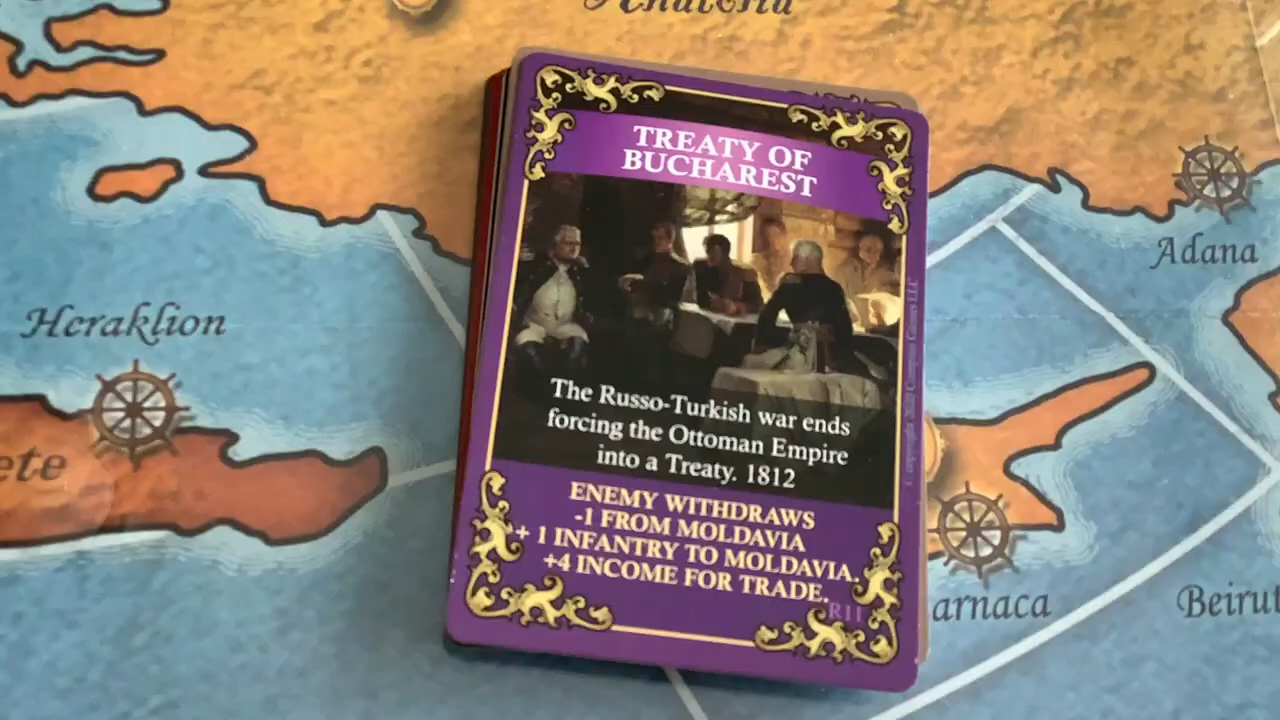 Anatolia
TREATY OF
BUCHAREST
Adana
Heraklion
The Russo-Turkish war ends
forcing the Ottoman Empire
into a Treaty. 1812
ete
ENEMY WITHDRAWS
-1 FROM MOLDAVIA
+ 1 INFANTRY TO MOLDAVIA.
+4 INCOME FOR TRADE.
R11
arnaca
Beirut